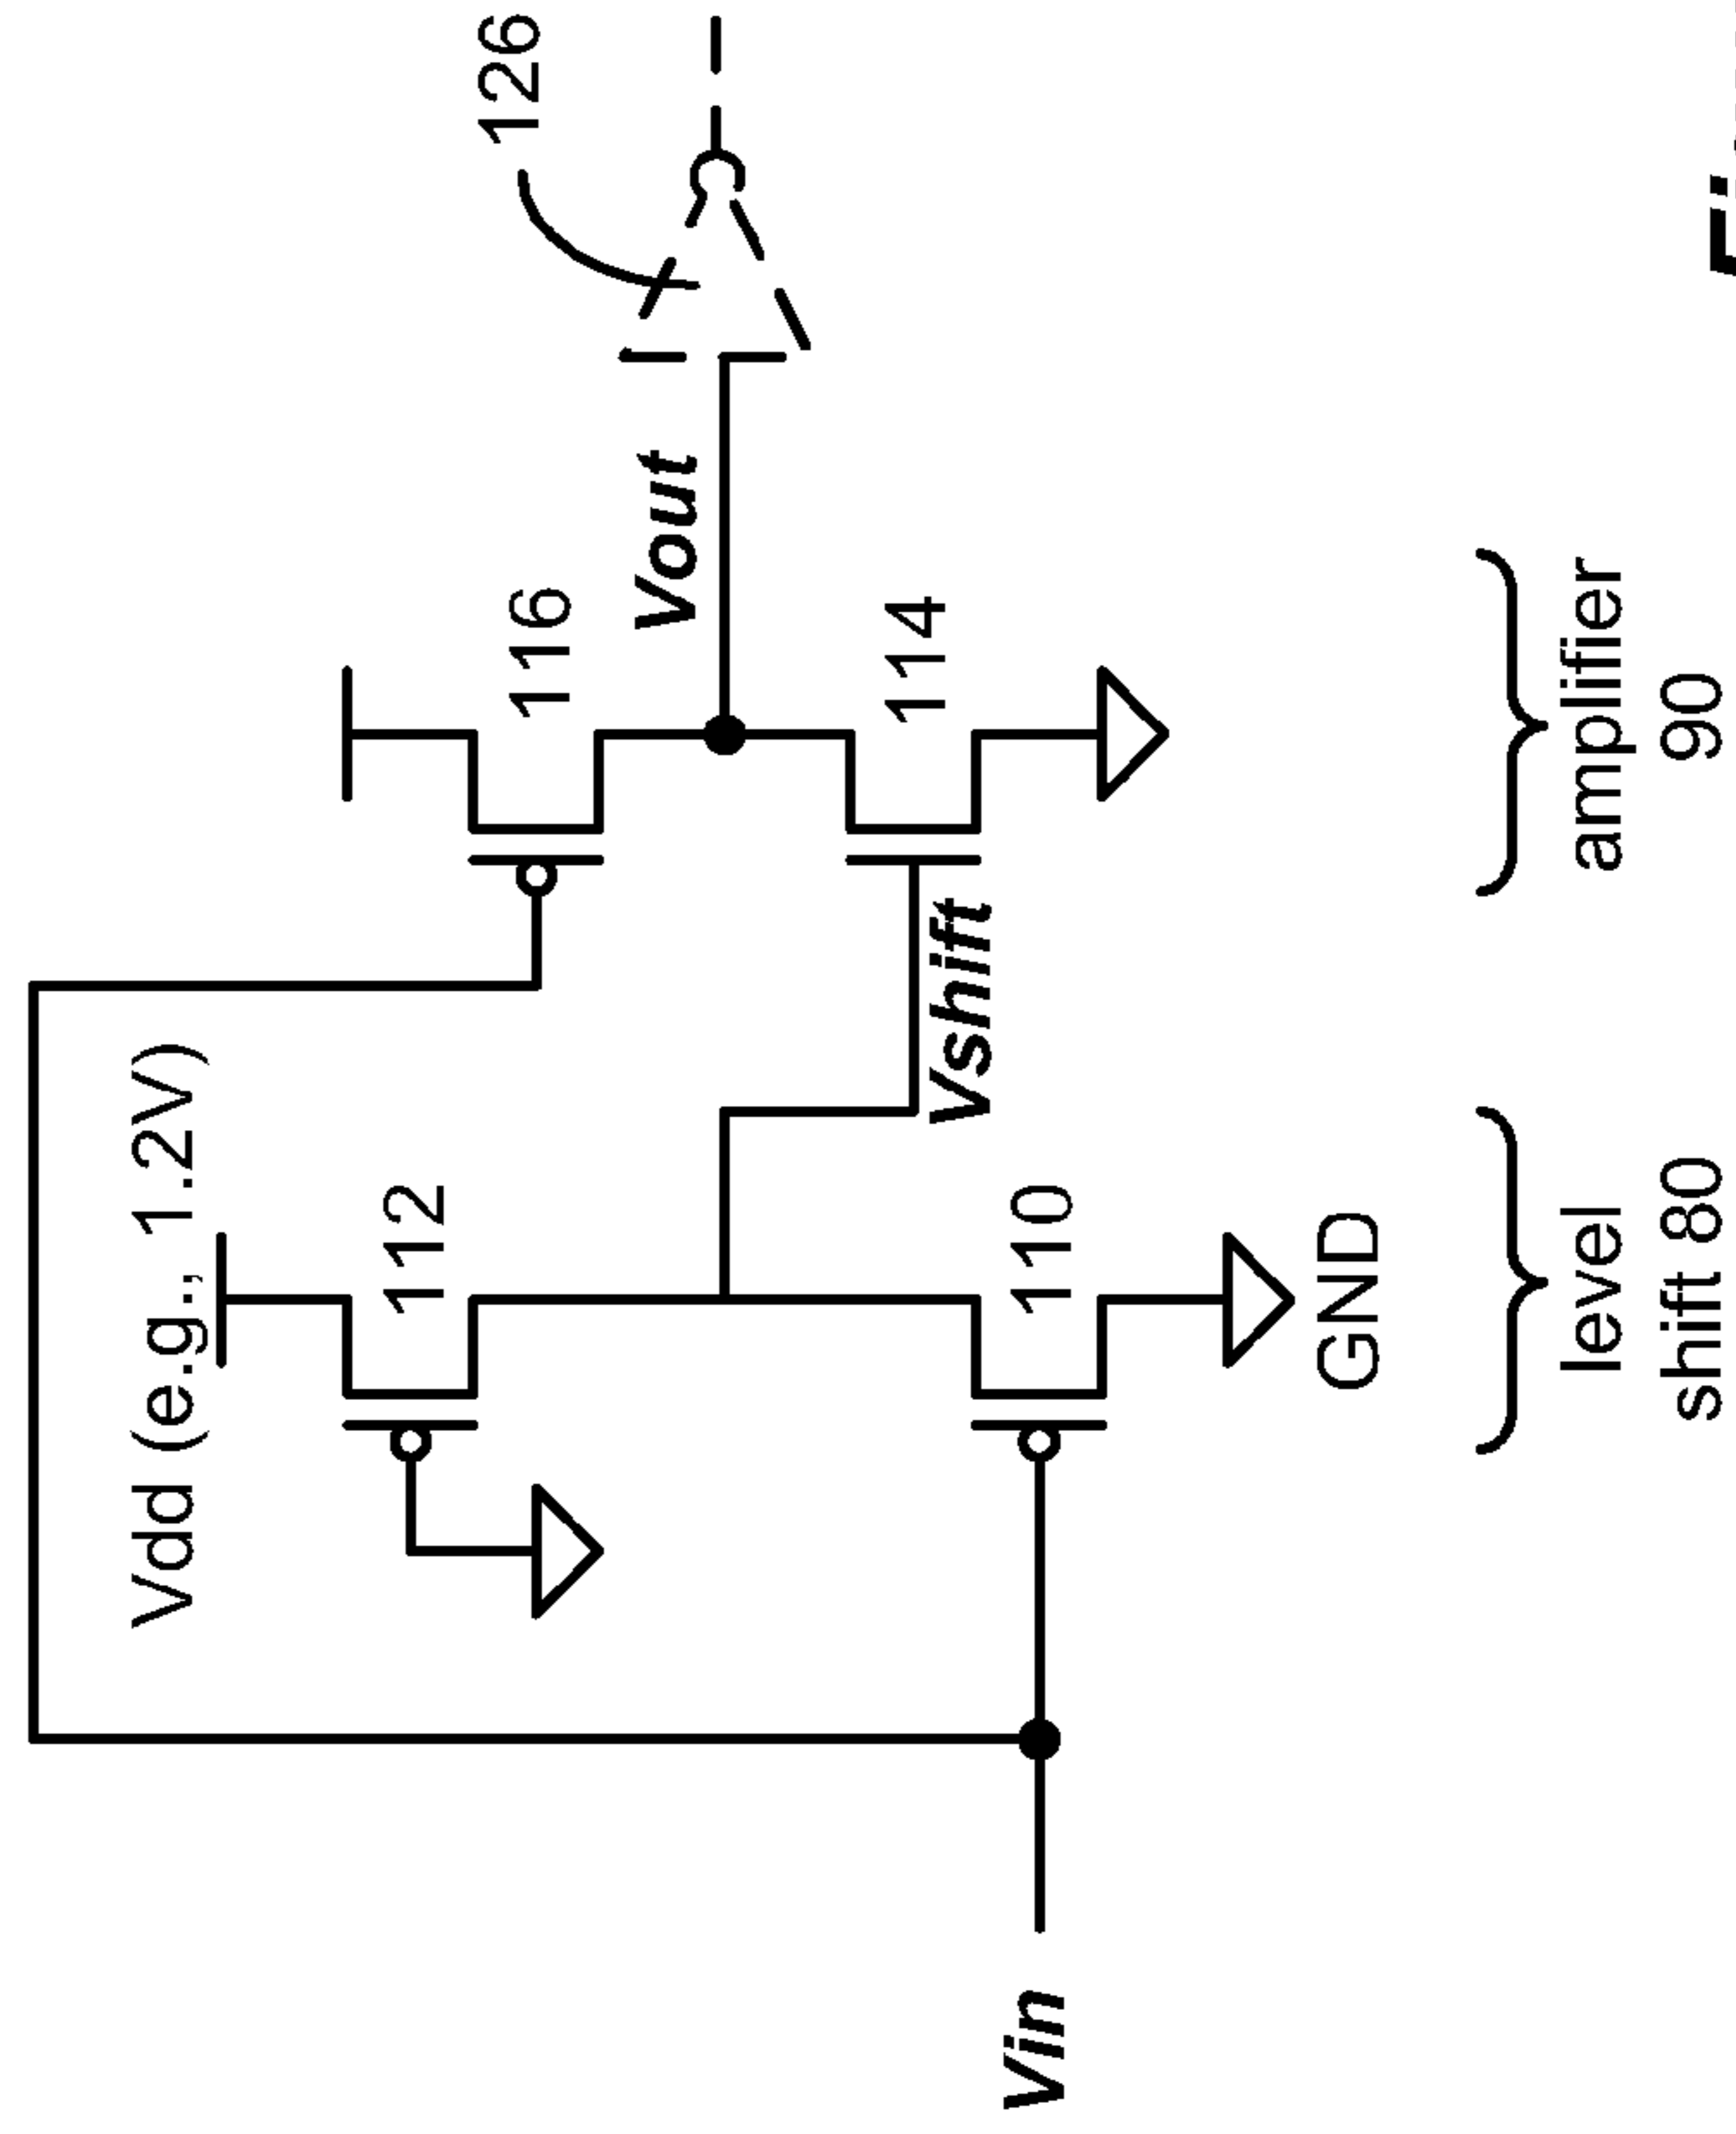 Vdd (e.g., 1.2V)
126
112
116
Vout
Vshift
114
110
Vin
GND
level
shift 80
amplifier
90